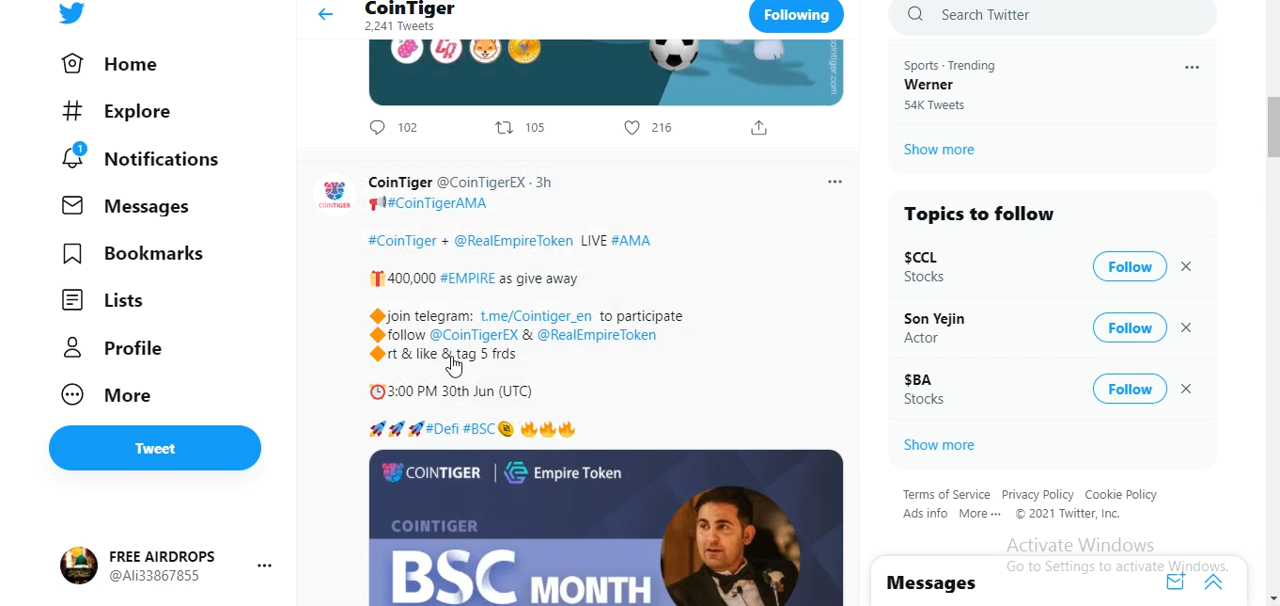 CoinTiger
2,241 Tweets
Following
Search Twitter
Home
Explore
1
Notifications
Messages
Bookmarks
Lists
Profile
More
Tweet
FREE AIRDROPS
@Ali33867855
cointiger.com
102 105 216
CoinTiger @CoinTigerEX · 3h
#CoinTigerAMA
#CoinTiger + @RealEmpireToken LIVE #AMA
400,000 #EMPIRE as give away
join telegram: t.me/Cointiger_en to participate
follow @CoinTigerEX & @RealEmpireToken
rt & like & tag 5 frds
3:00 PM 30th Jun (UTC)
#Defi #BSC
COINTIGER
COINTIGER | Empire Token
COINTIGER
BSC MONTH
Sports · Trending
Werner
54K Tweets
Show more
Topics to follow
$CCL
Stocks
Follow
Son Yejin
Actor
Follow
$BA
Stocks
Follow
Show more
Terms of Service Privacy Policy Cookie Policy
Ads info More © 2021 Twitter, Inc.
Activate Windows
Go to Settings to activate Windows.
Messages